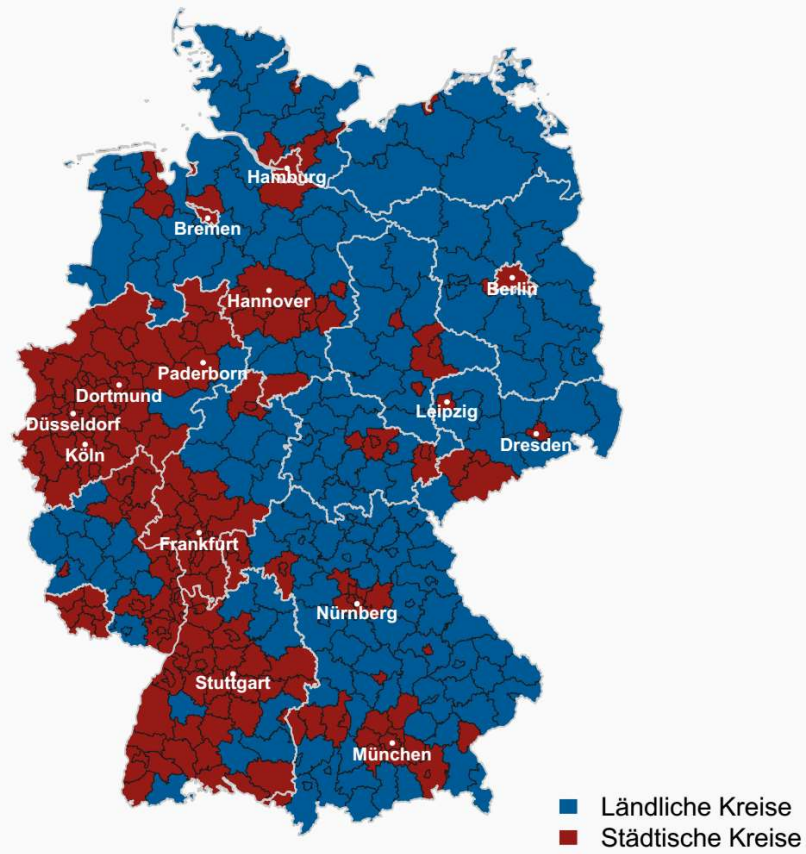 Hamburg
Bremen
Berlin
Hannover
Paderborn
Dortmund
Leipzig
Düsseldorf
Dresden
Köln
Frankfurt
Nürnberg
Stuttgart
München
Ländliche Kreise
Städtische Kreise